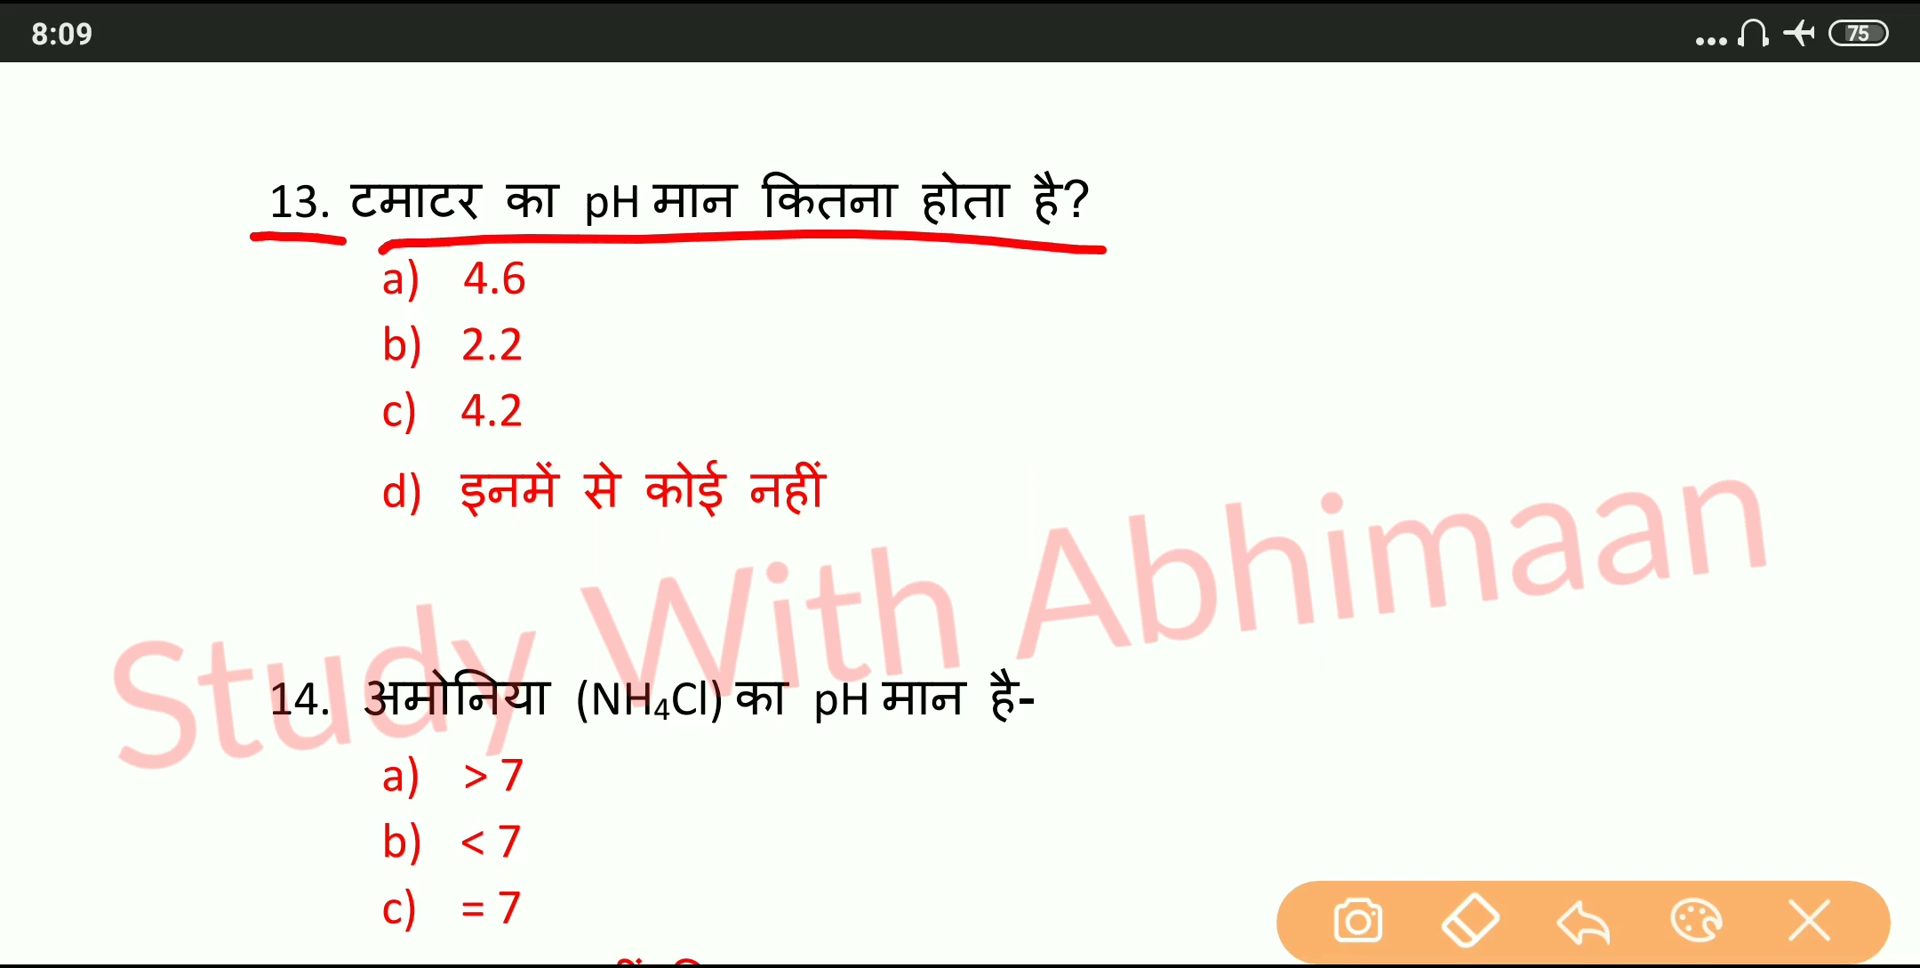 8:09
75
13. टमाटर का pH मान कितना होता है?
a) 4.6
b) 2.2
c) 4.2
d) इनमें से कोई नहीं
Study With Abhimaan
14. अमोनिया (NH₄Cl) का pH मान है-
a) > 7
b) < 7
c) = 7